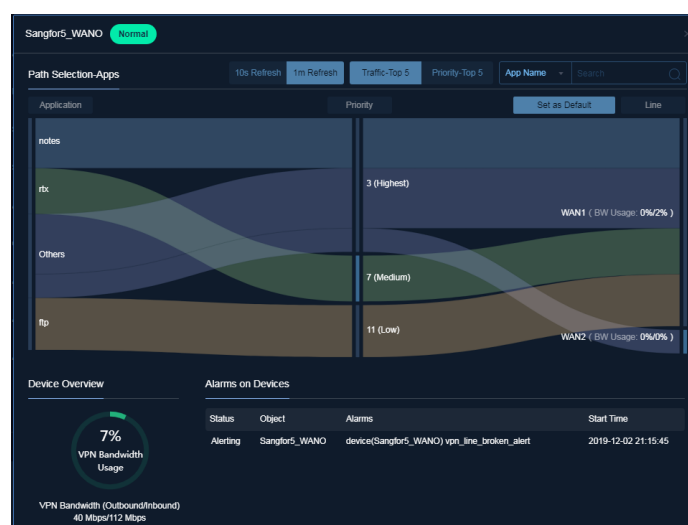 Sangfor5_WANO Normal
Path Selection-Apps 10s Refresh 1m Refresh Traffic-Top 5 Priority-Top 5 App Name Search
Application Priority Set as Default Line
notes
3 (Highest)
rtx
WAN1 ( BW Usage: 0%/2% )
Others
7 (Medium)
ftp
11 (Low)
WAN2 ( BW Usage: 0%/0% )
Device Overview Alarms on Devices
Status Object Alarms Start Time
Alerting Sangfor5_WANO device(Sangfor5_WANO) vpn_line_broken_alert 2019-12-02 21:15:45
7%
VPN Bandwidth
Usage
VPN Bandwidth (Outbound/Inbound)
40 Mbps/112 Mbps